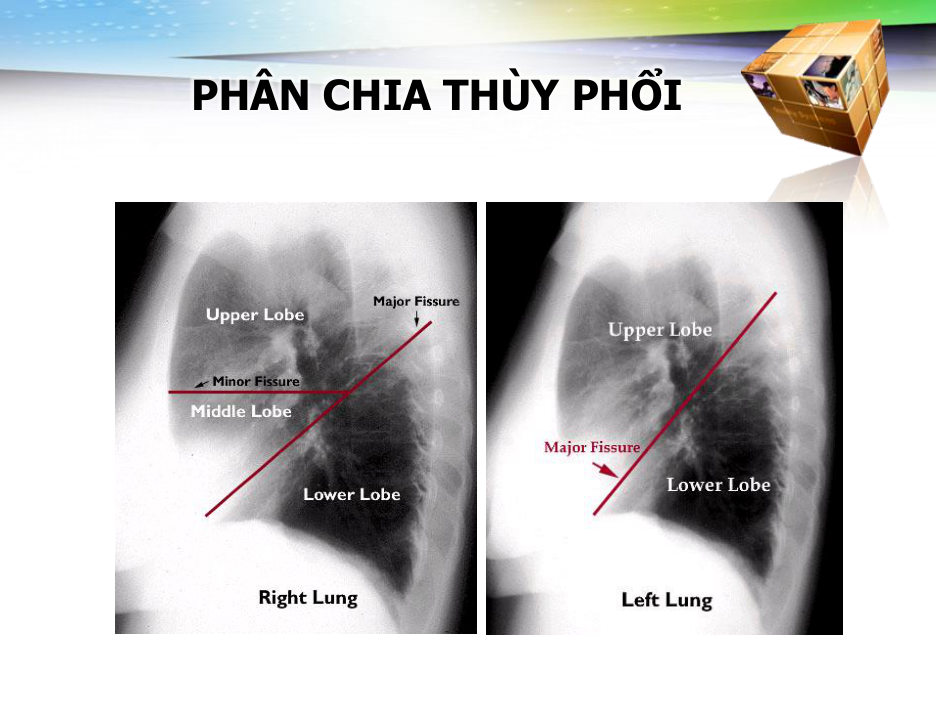 PHÂN CHIA THÙY PHỔI
Major Fissure
Upper Lobe
Minor Fissure
Middle Lobe
Lower Lobe
Right Lung
Upper Lobe
Major Fissure
Lower Lobe
Left Lung